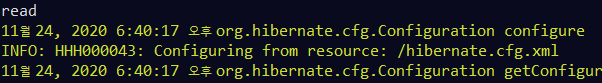 read
11월 24, 2020 6:40:17 오후 org.hibernate.cfg.Configuration configure
INFO: HHH000043: Configuring from resource: /hibernate.cfg.xml
11월 24, 2020 6:40:17 오후 org.hibernate.cfg.Configuration getConfigur